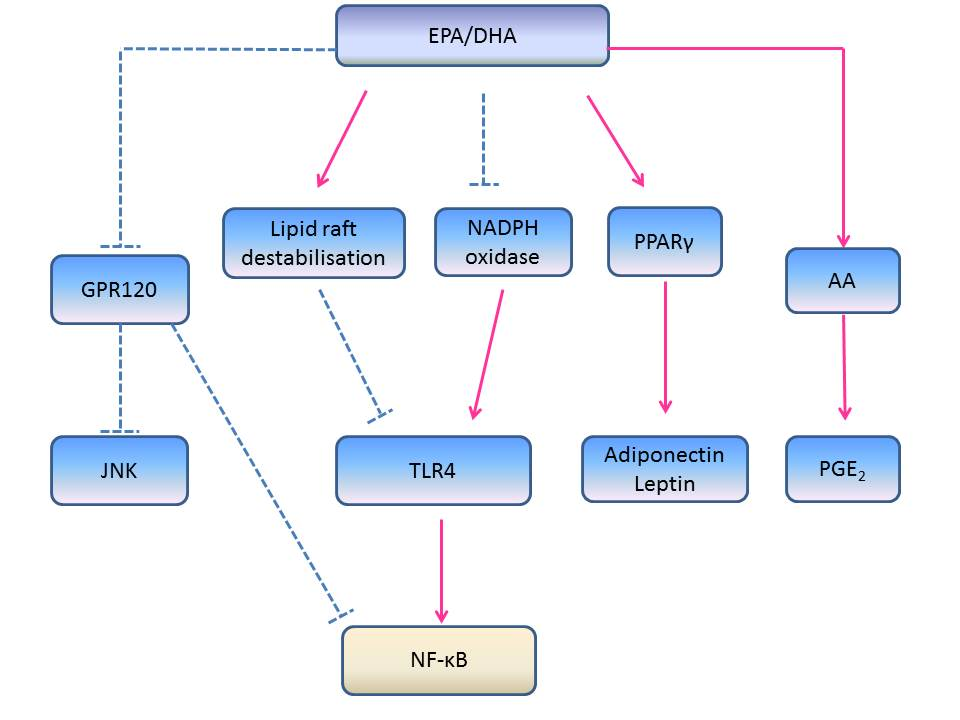 EPA/DHA
Lipid raft
destabilisation
NADPH
oxidase
PPARγ
GPR120
AA
JNK
TLR4
Adiponectin
Leptin
PGE₂
NF-κB